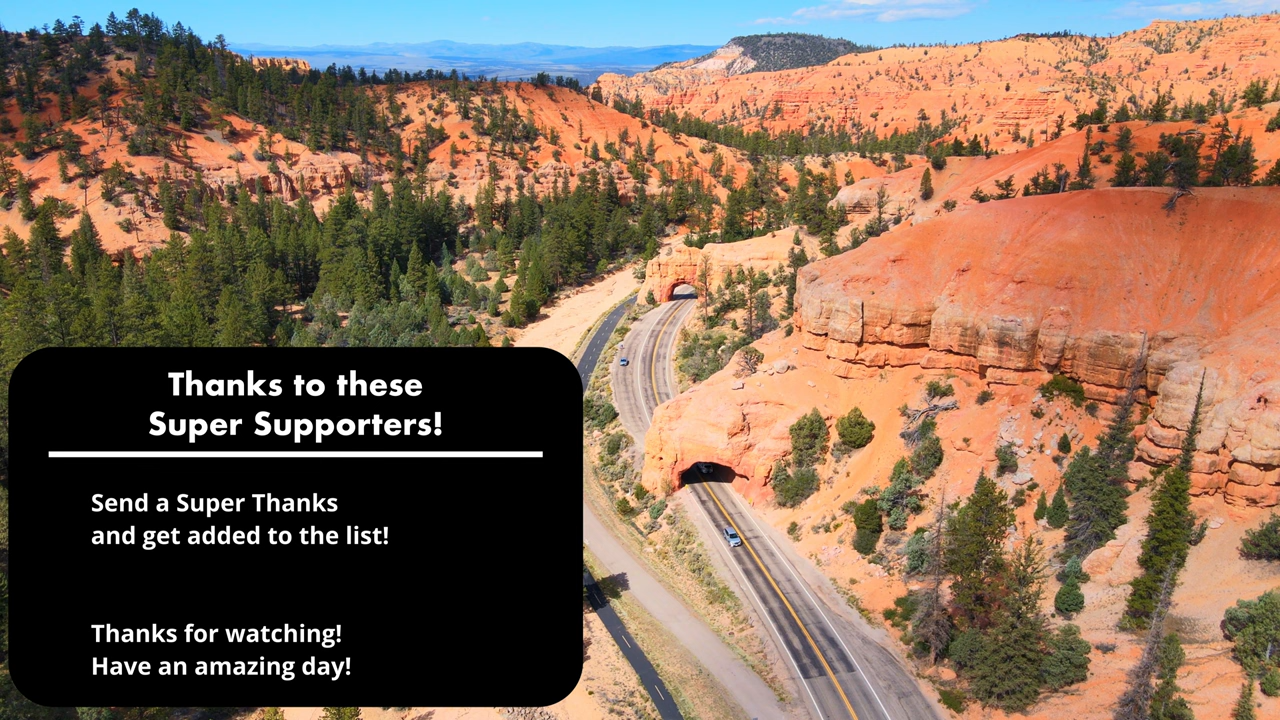 Thanks to these
Super Supporters!
Send a Super Thanks
and get added to the list!
Thanks for watching!
Have an amazing day!